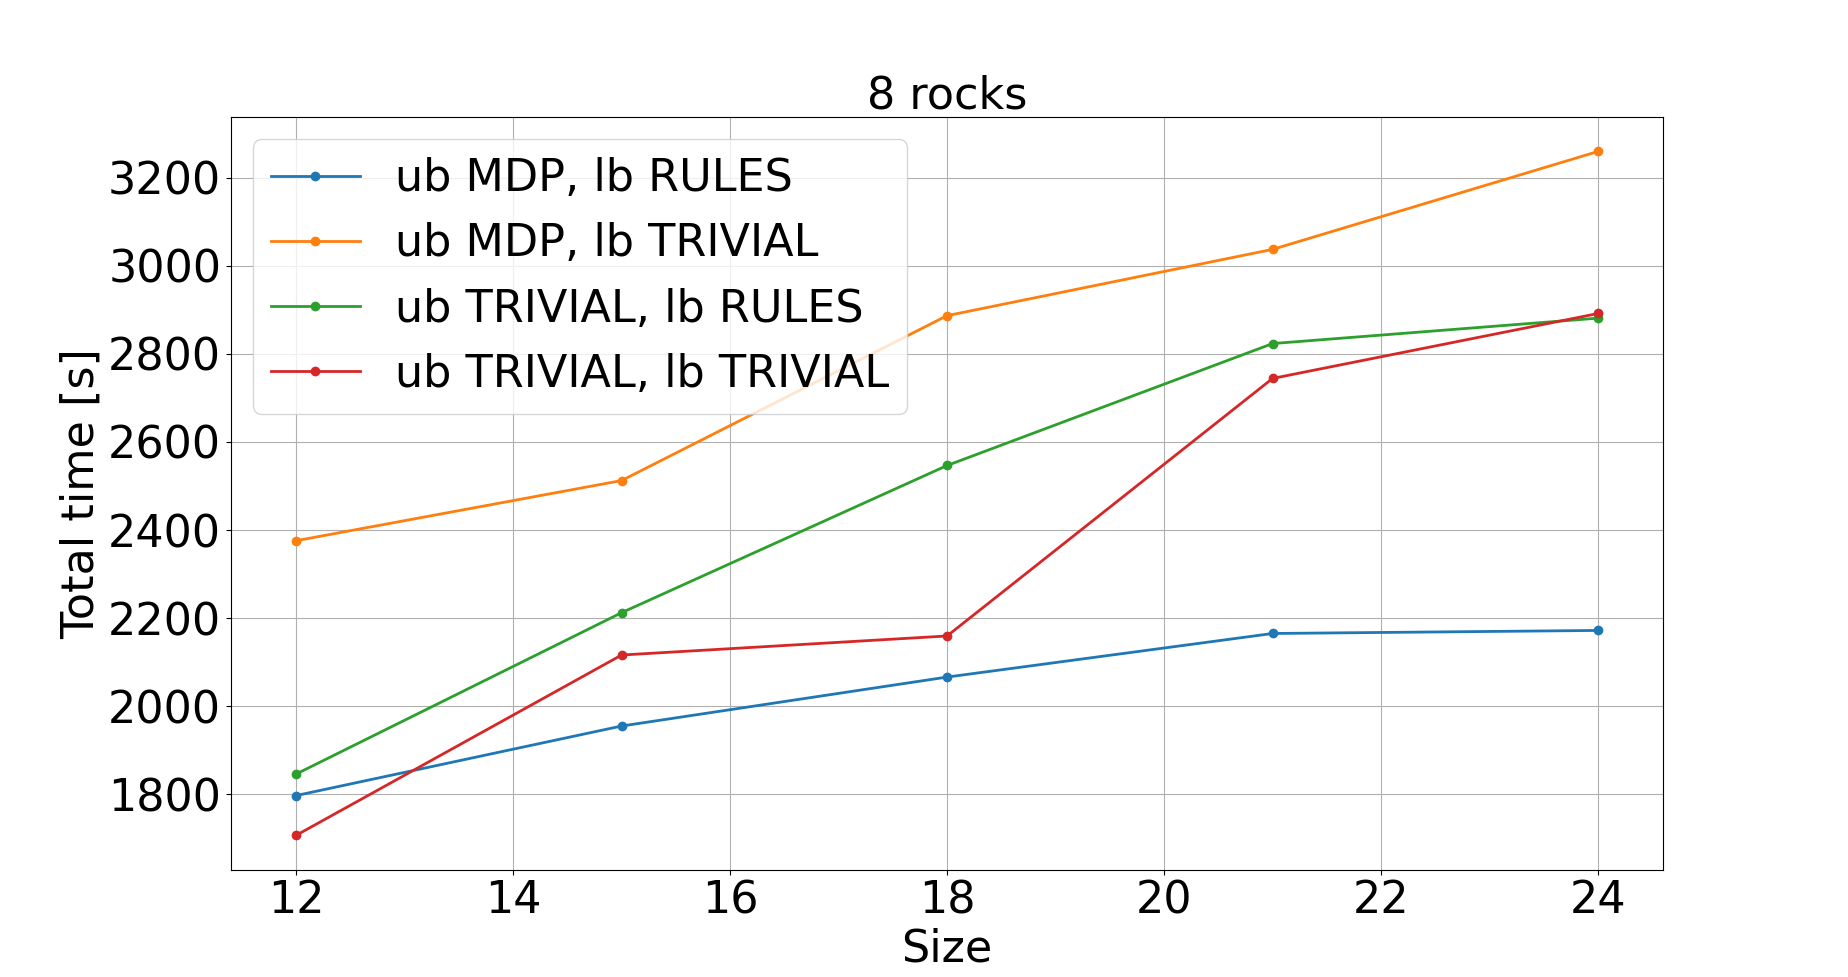 8 rocks
ub MDP, lb RULES
ub MDP, lb TRIVIAL
ub TRIVIAL, lb RULES
ub TRIVIAL, lb TRIVIAL
Total time [s]
3200
3000
2800
2600
2400
2200
2000
1800
12 14 16 18 20 22 24
Size